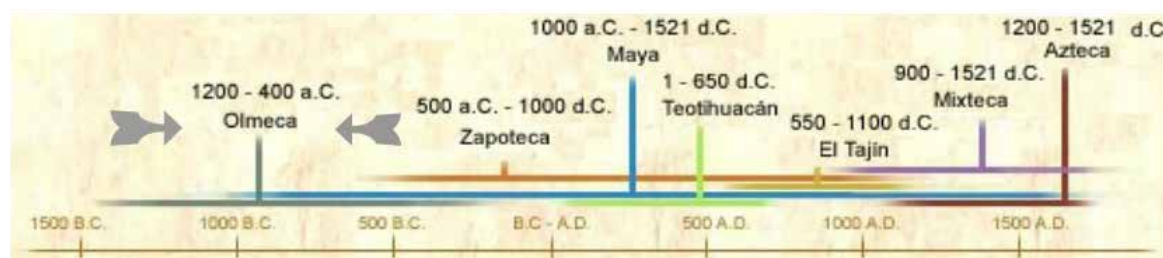 1200 - 400 a.C.
Olmeca
500 a.C. - 1000 d.C.
Zapoteca
1000 a.C. - 1521 d.C.
Maya
1 - 650 d.C.
Teotihuacán
550 - 1100 d.C.
El Tajín
900 - 1521 d.C.
Mixteca
1200 - 1521 d.C
Azteca
1500 B.C. 1000 B.C. 500 B.C. B.C - A.D. 500 A.D. 1000 A.D. 1500 A.D.